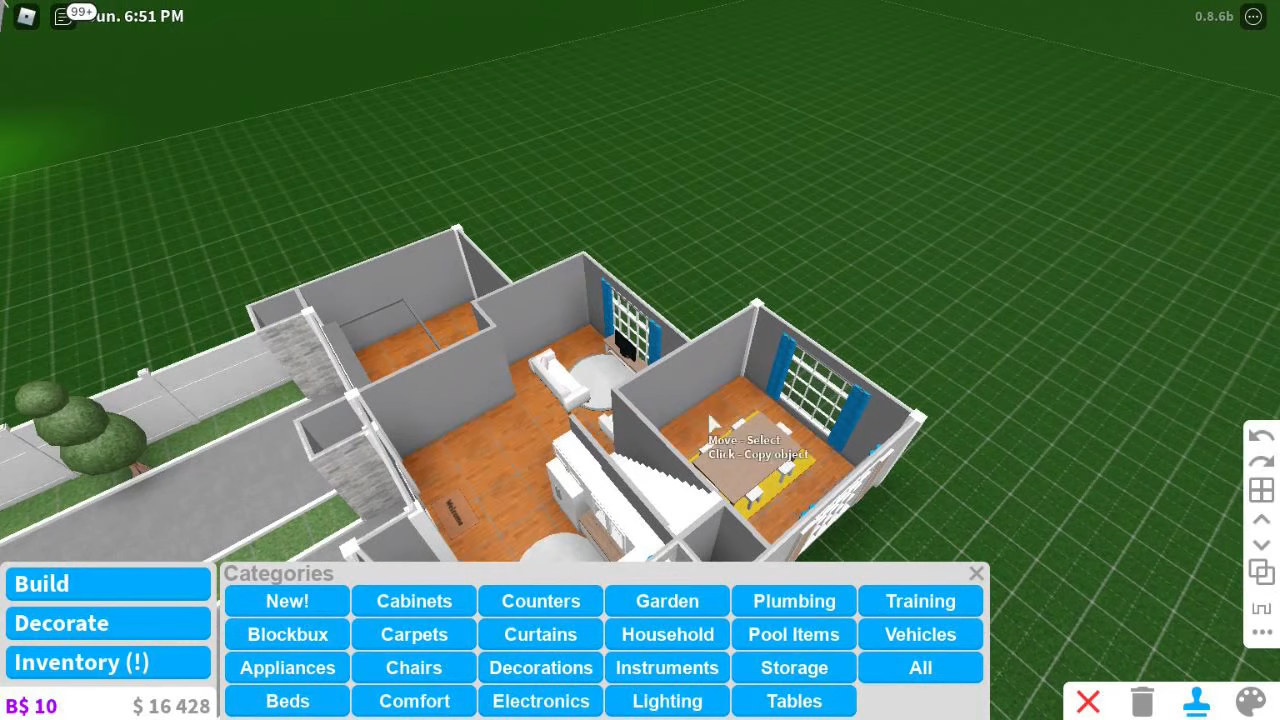 99+
un. 6:51 PM
0.8.6b
Move - Select
Click - Copy object
Welcome
Build
Decorate
Inventory (!)
B$ 10
$ 16 428
Categories
New!
Cabinets
Counters
Garden
Plumbing
Training
Blockbux
Carpets
Curtains
Household
Pool Items
Vehicles
Appliances
Chairs
Decorations
Instruments
Storage
All
Beds
Comfort
Electronics
Lighting
Tables